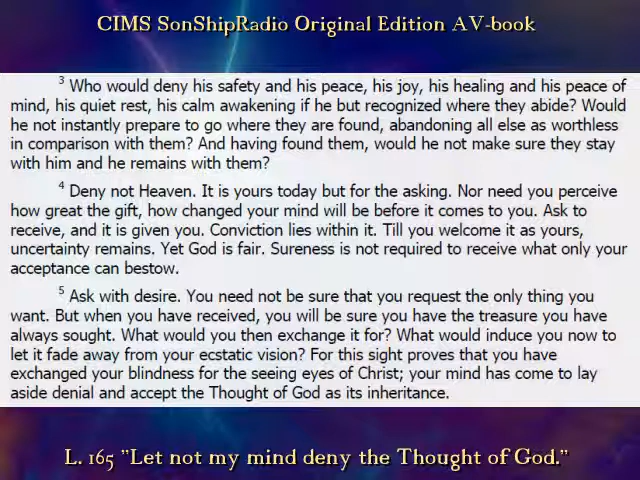 CIMS SonShipRadio Original Edition AV-book
3 Who would deny his safety and his peace, his joy, his healing and his peace of
mind, his quiet rest, his calm awakening if he but recognized where they abide? Would
he not instantly prepare to go where they are found, abandoning all else as worthless
in comparison with them? And having found them, would he not make sure they stay
with him and he remains with them?
4 Deny not Heaven. It is yours today but for the asking. Nor need you perceive
how great the gift, how changed your mind will be before it comes to you. Ask to
receive, and it is given you. Conviction lies within it. Till you welcome it as yours,
uncertainty remains. Yet God is fair. Sureness is not required to receive what only your
acceptance can bestow.
5 Ask with desire. You need not be sure that you request the only thing you
want. But when you have received, you will be sure you have the treasure you have
always sought. What would you then exchange it for? What would induce you now to
let it fade away from your ecstatic vision? For this sight proves that you have
exchanged your blindness for the seeing eyes of Christ; your mind has come to lay
aside denial and accept the Thought of God as its inheritance.
L. 165 "Let not my mind deny the Thought of God."